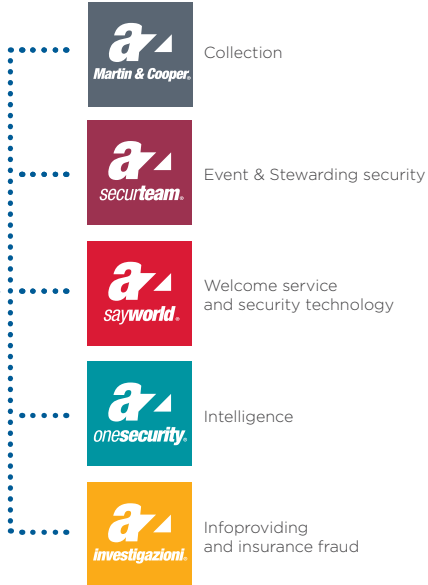 a
Martin & Cooper®
Collection
a
securteam®
Event & Stewarding security
a
sayworld®
Welcome service
and security technology
a
onesecurity®
Intelligence
a
investigazioni®
Infoproviding
and insurance fraud